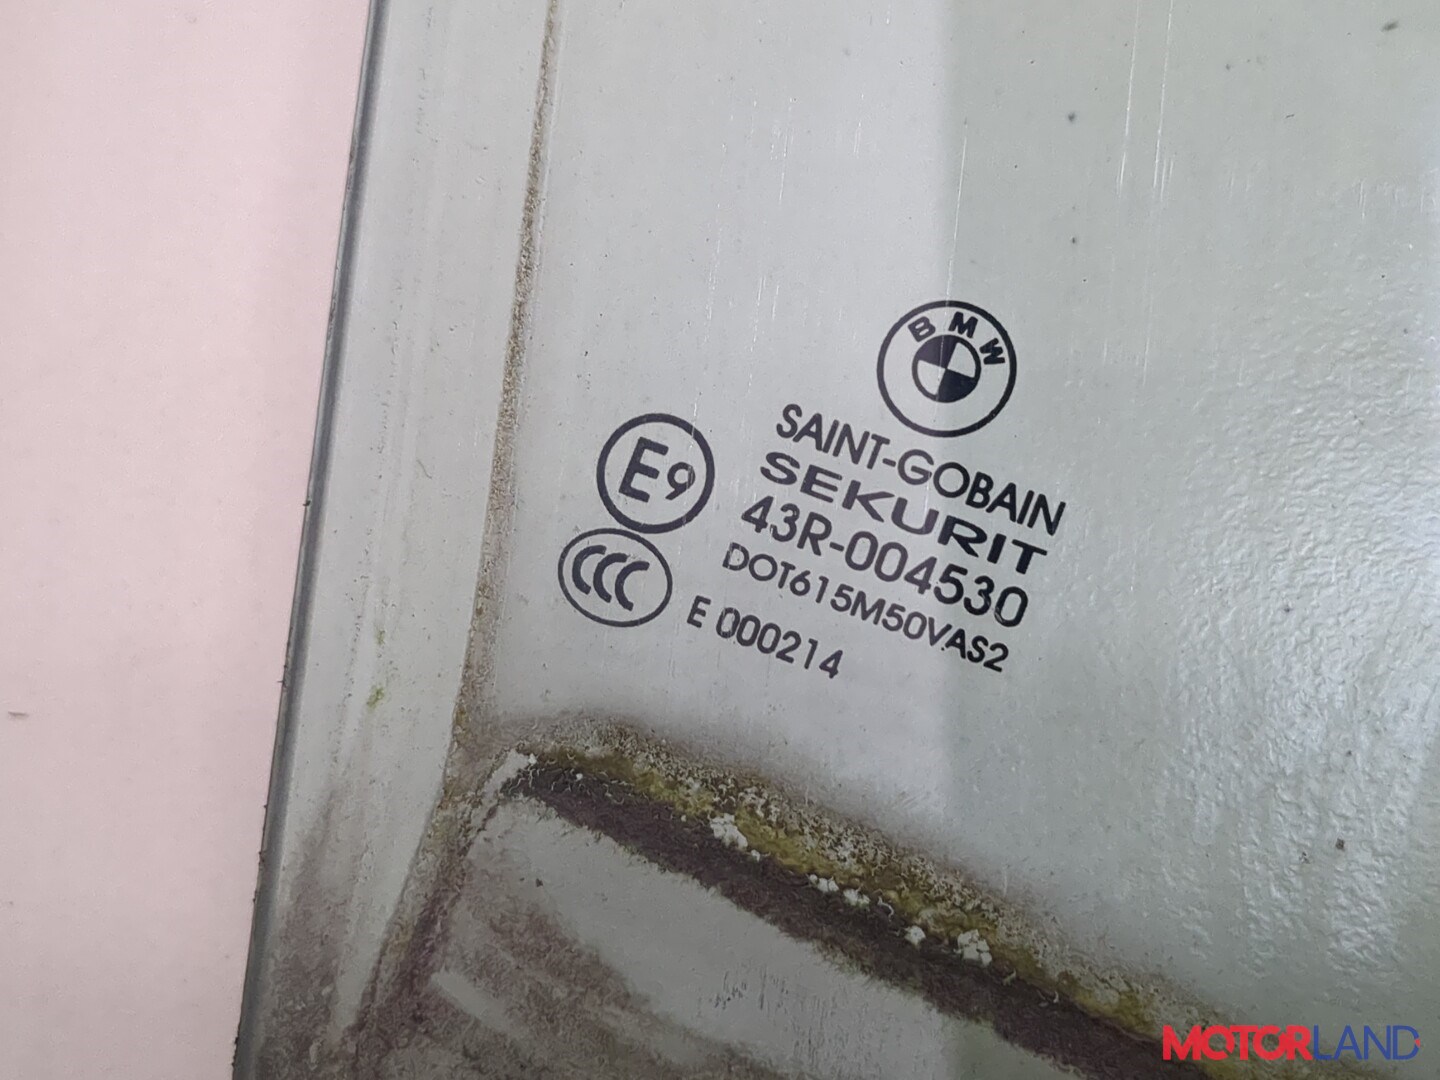 BMW
SAINT-GOBAIN
SEKURIT
E9
43R-004530
DOT615M50VAS2
CCC
E 000214
MOTORLAND